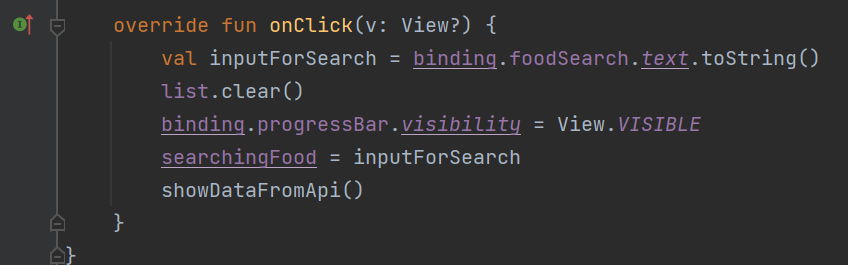 override fun onClick(v: View?) {
val inputForSearch = binding.foodSearch.text.toString()
list.clear()
binding.progressBar.visibility = View.VISIBLE
searchingFood = inputForSearch
showDataFromApi()
}
}